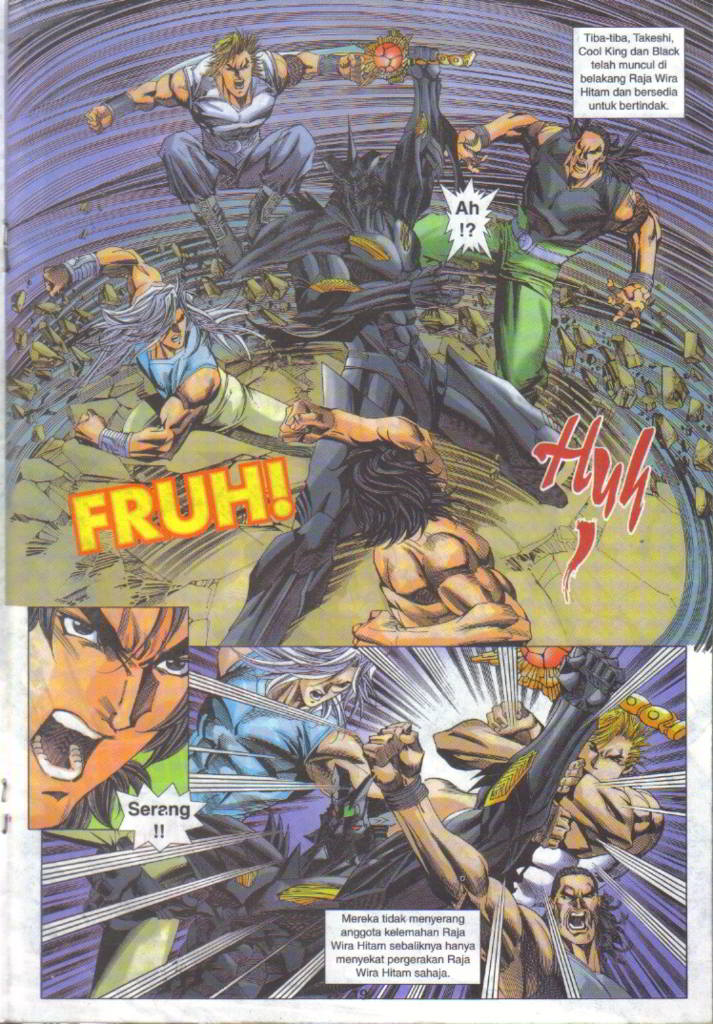 Tiba-tiba, Takeshi,
Cool King dan Black
telah muncul di
belakang Raja Wira
Hitam dan bersedia
untuk bertindak.
Ah
!?
FRUH!
Huh
Serang
!!
Mereka tidak menyerang
anggota kelemahan Raja
Wira Hitam sebaliknya hanya
menyekat pergerakan Raja
Wira Hitam sahaja.